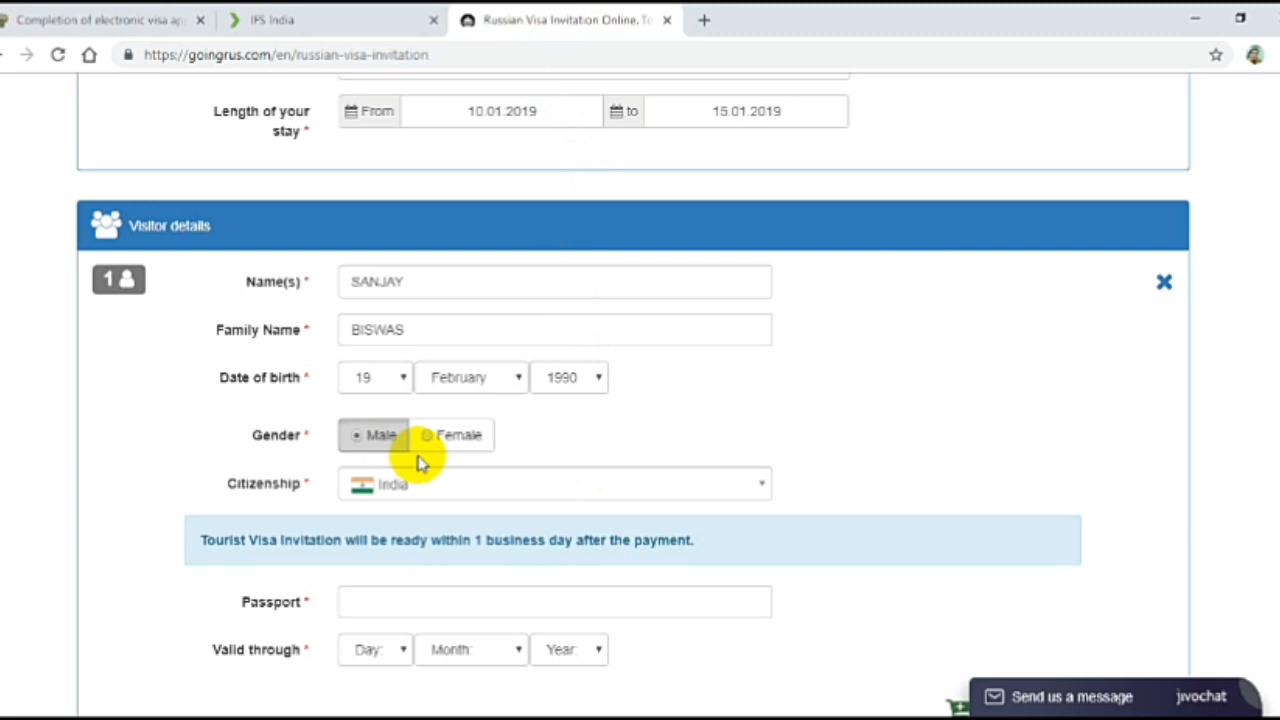 Completion of electronic visa ap
IFS India
Russian Visa Invitation Online, To
https://goingrus.com/en/russian-visa-invitation
Length of your stay *
From 10.01.2019 to 15.01.2019
Visitor details
1
Name(s) * SANJAY
Family Name * BISWAS
Date of birth * 19 February 1990
Gender * Male Female
Citizenship * India
Tourist Visa Invitation will be ready within 1 business day after the payment.
Passport *
Valid through * Day: Month: Year:
Send us a message jivochat